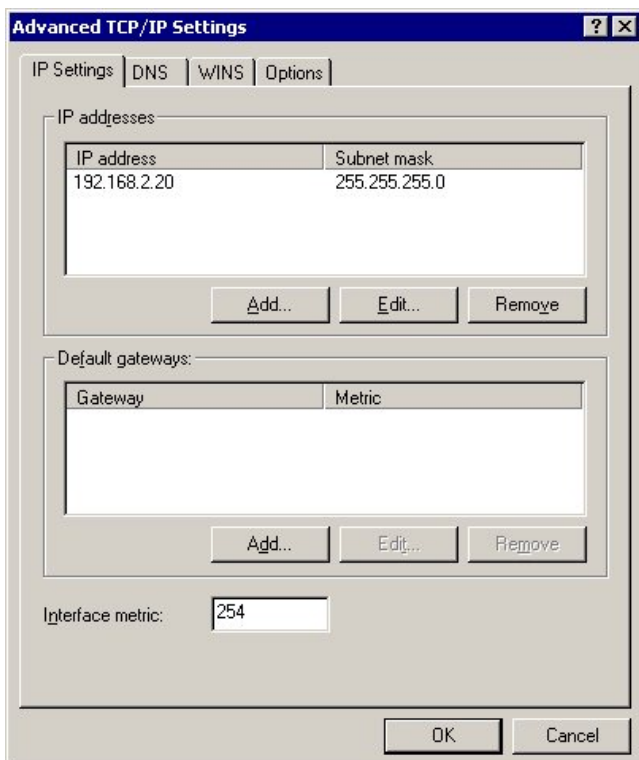 Advanced TCP/IP Settings
IP Settings DNS WINS Options
IP addresses
IP address Subnet mask
192.168.2.20 255.255.255.0
Add... Edit... Remove
Default gateways:
Gateway Metric
Add... Edit... Remove
Interface metric: 254
OK Cancel